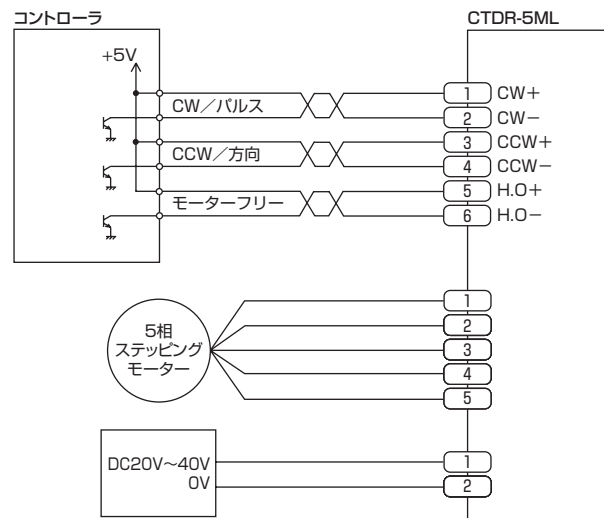 コントローラ
CTDR-5ML
+5V
CW／パルス
CCW／方向
モーターフリー
1 CW+
2 CW−
3 CCW+
4 CCW−
5 H.O+
6 H.O−
5相
ステッピング
モーター
1
2
3
4
5
DC20V〜40V
0V
1
2